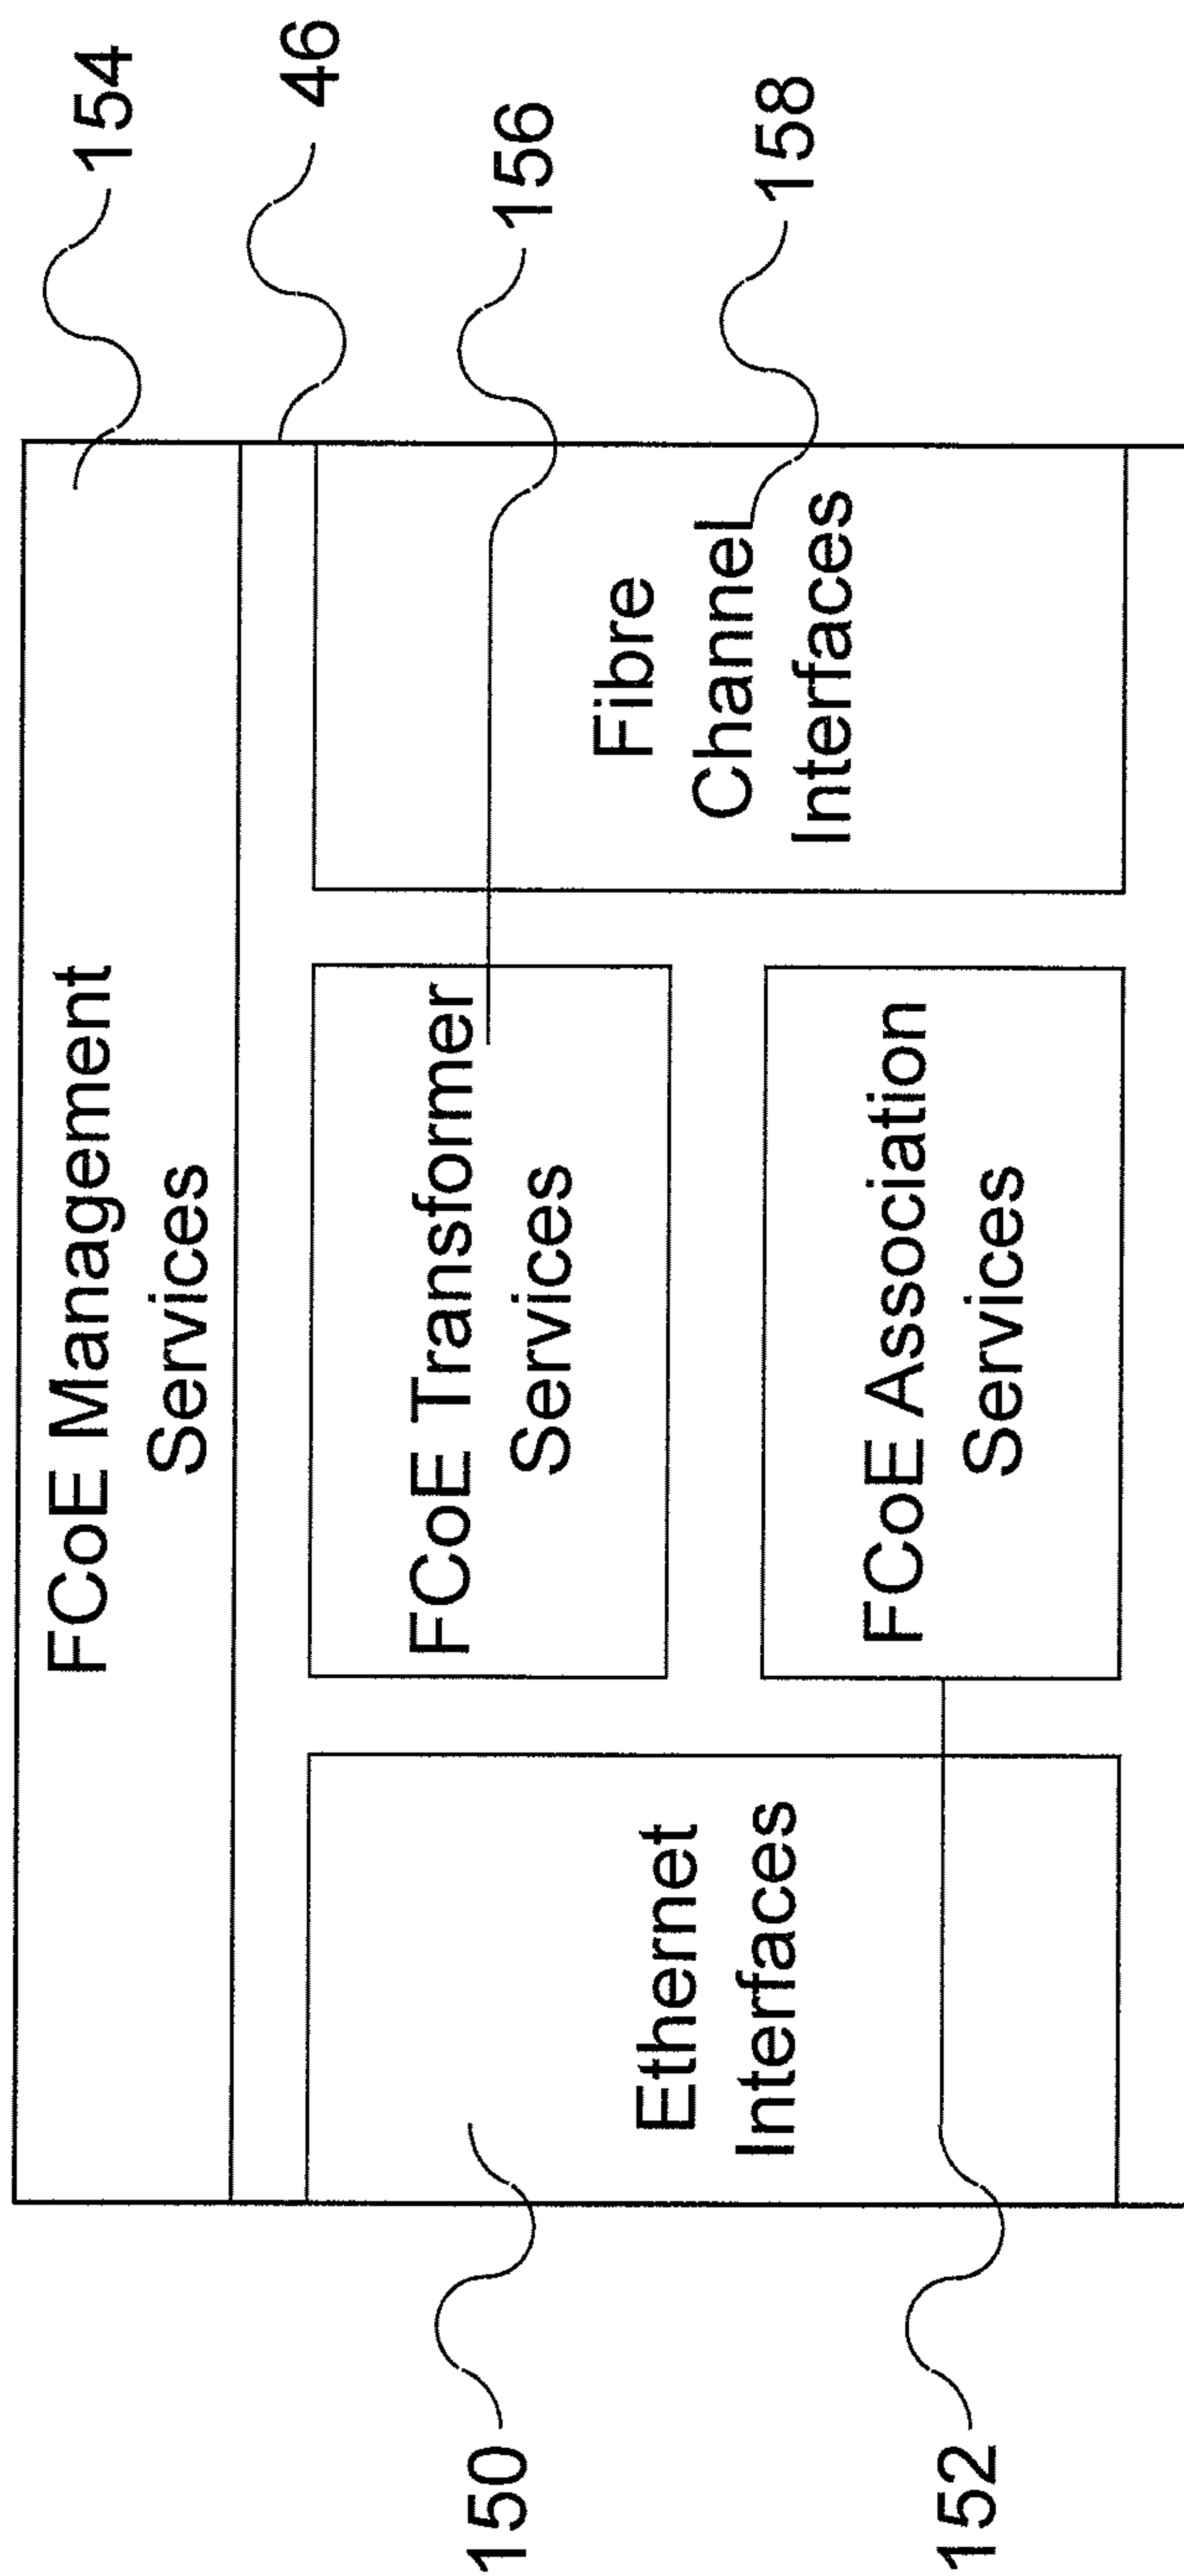 FCoE Management
Services
154
46
FCoE Transformer
Services
156
Fibre
Channel
Interfaces
158
Ethernet
Interfaces
150
FCoE Association
Services
152